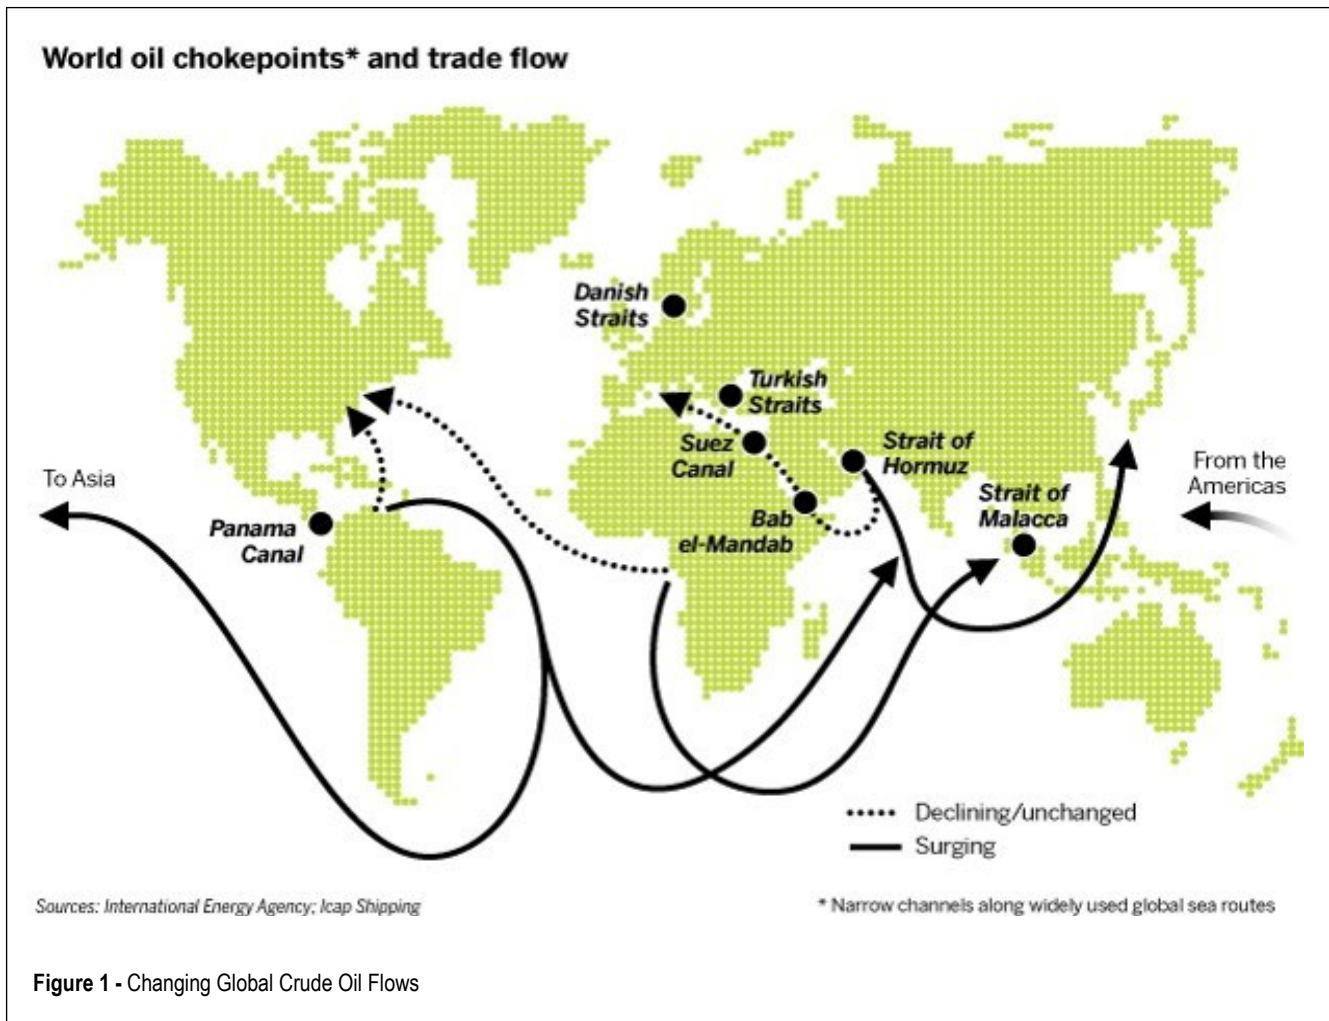 World oil chokepoints* and trade flow
Danish
Straits
Turkish
Straits
Suez
Canal
Strait of
Hormuz
From the
Americas
To Asia
Strait of
Malacca
Panama
Canal
Bab
el-Mandab
Declining/unchanged
Surging
Sources: International Energy Agency; Icap Shipping
* Narrow channels along widely used global sea routes
Figure 1 - Changing Global Crude Oil Flows